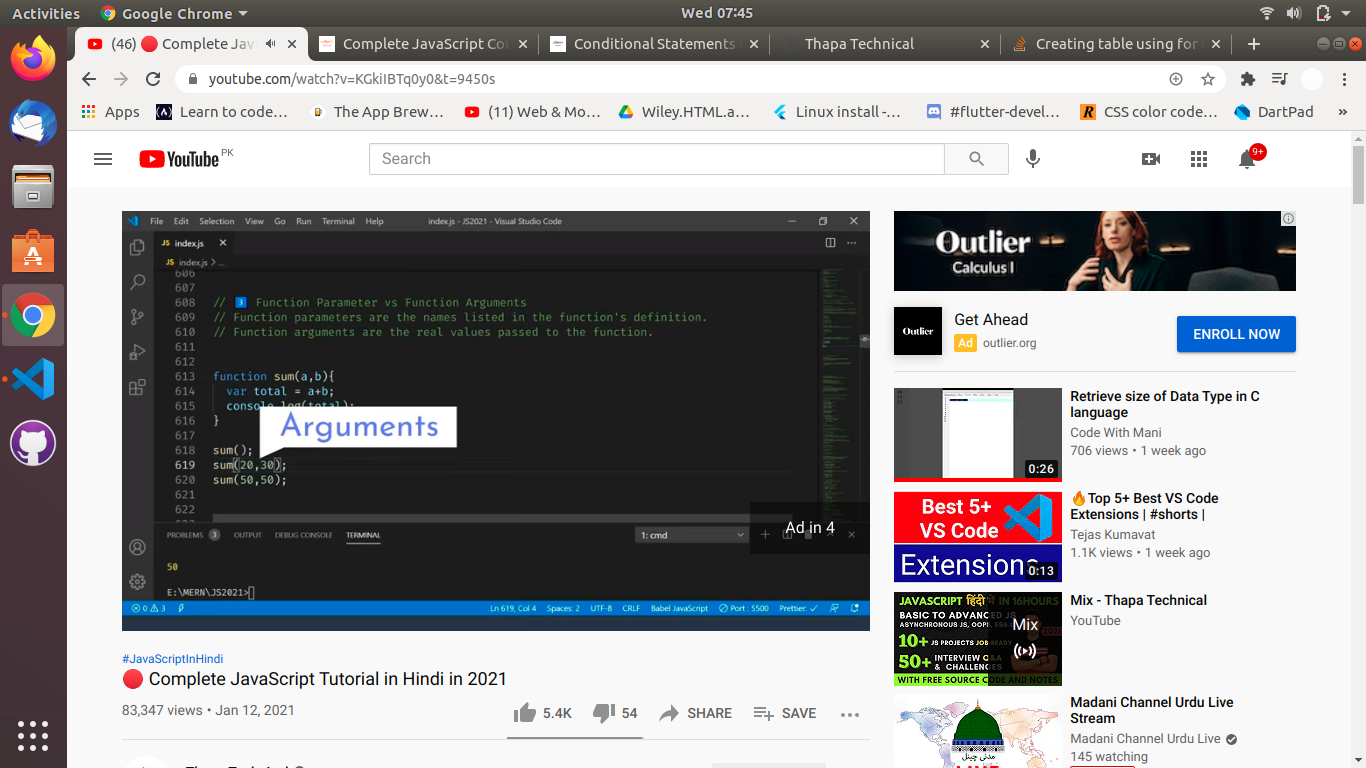 Activities
Google Chrome
Wed 07:45
(46) 🔴 Complete Jav
Complete JavaScript Cou
Conditional Statements
Thapa Technical
Creating table using for
youtube.com/watch?v=KGkiIBTq0y0&t=9450s
Apps
Learn to code…
The App Brew…
(11) Web & Mo…
Wiley.HTML.a…
Linux install -…
#flutter-devel…
CSS color code…
DartPad
»
YouTube PK
Search
9+
File Edit Selection View Go Run Terminal Help
index.js - JS2021 - Visual Studio Code
JS index.js
JS index.js > ...
606
607
608 // 3 Function Parameter vs Function Arguments
609 // Function parameters are the names listed in the function's definition.
610 // Function arguments are the real values passed to the function.
611
612
613 function sum(a,b){
614 var total = a+b;
615 console.log(total);
616 }
Arguments
617
618 sum();
619 sum(20,30);
620 sum(50,50);
621
622
Ad in 4
PROBLEMS 3 OUTPUT DEBUG CONSOLE TERMINAL
1: cmd
50
E:\MERN\JS2021>
0 3
Ln 619, Col 4 Spaces: 2 UTF-8 CRLF Babel JavaScript Port : 5500 Prettier: ✓
#JavaScriptInHindi
🔴 Complete JavaScript Tutorial in Hindi in 2021
83,347 views • Jan 12, 2021
5.4K
54
SHARE
SAVE
Outlier
Calculus I
Outlier
Get Ahead
Ad outlier.org
ENROLL NOW
0:26
Retrieve size of Data Type in C
language
Code With Mani
706 views • 1 week ago
Best 5+
VS Code
Extensions
0:13
🔥Top 5+ Best VS Code
Extensions | #shorts |
Tejas Kumavat
1.1K views • 1 week ago
JAVASCRIPT हिंदी में IN 16HOURS
BASIC TO ADVANCED JS
10+ JS PROJECTS JOB-READY
50+ INTERVIEW Q&A
& CHALLENGES
WITH FREE SOURCE CODE AND NOTES
Mix
Mix - Thapa Technical
YouTube
Madani Channel Urdu Live
Stream
Madani Channel Urdu Live
145 watching